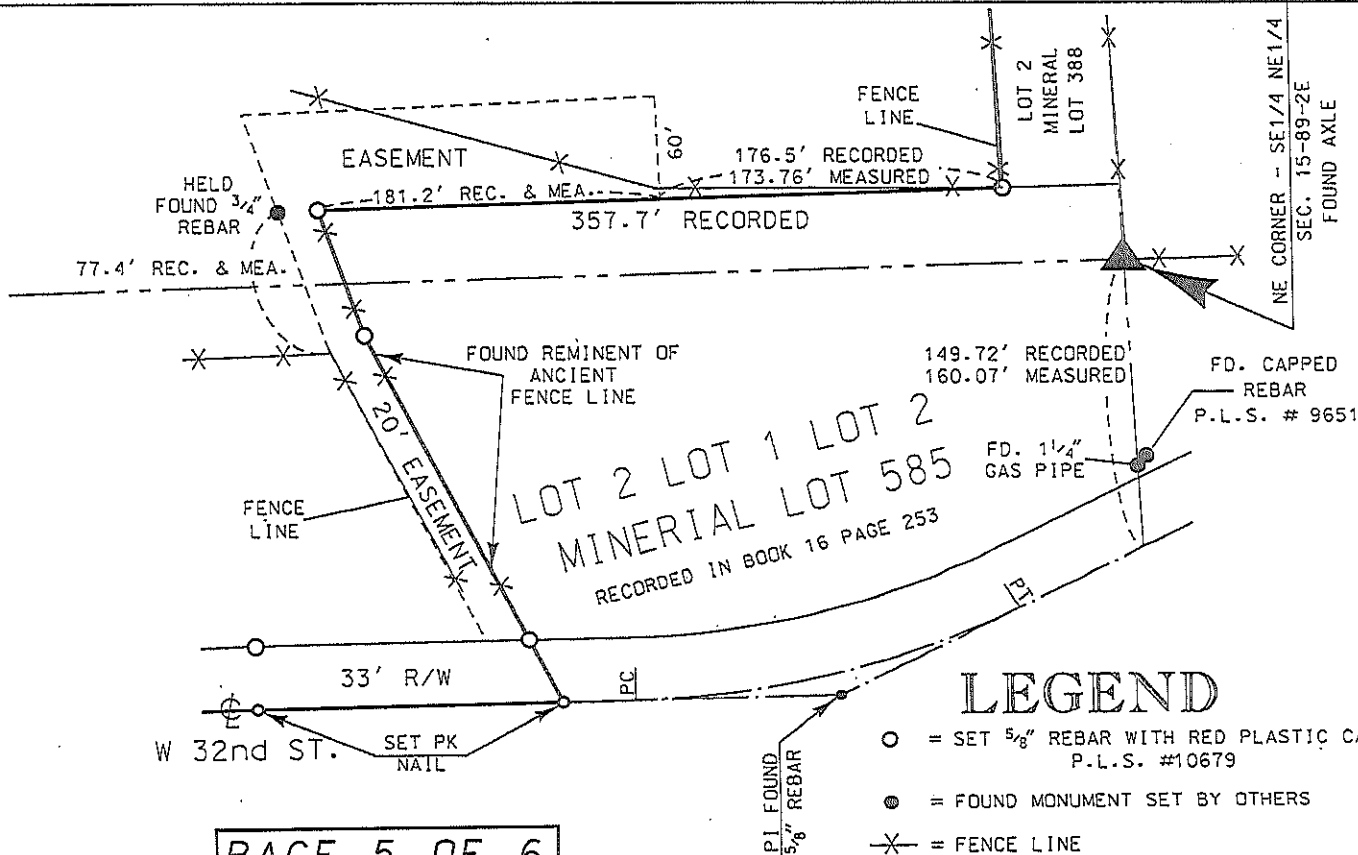 LOT 2
MINERAL
LOT 388
NE CORNER - SE1/4 NE1/4
SEC. 15-89-2E
FOUND AXLE
FENCE
LINE
EASEMENT
60'
176.5' RECORDED
173.76' MEASURED
HELD
FOUND 3/4"
REBAR
181.2' REC. & MEA.
357.7' RECORDED
77.4' REC. & MEA.
FOUND REMINENT OF
ANCIENT
FENCE LINE
149.72' RECORDED
160.07' MEASURED
FD. CAPPED
REBAR
P.L.S. # 9651
FD. 1 1/4"
GAS PIPE
20' EASEMENT
LOT 2 LOT 1 LOT 2
MINERIAL LOT 585
RECORDED IN BOOK 16 PAGE 253
FENCE
LINE
PT
33' R/W
PC
CL
W 32nd ST.
SET PK
NAIL
PI FOUND
5/8" REBAR
LEGEND
= SET 5/8" REBAR WITH RED PLASTIC CA
P.L.S. #10679
= FOUND MONUMENT SET BY OTHERS
= FENCE LINE
PAGE 5 OF 6